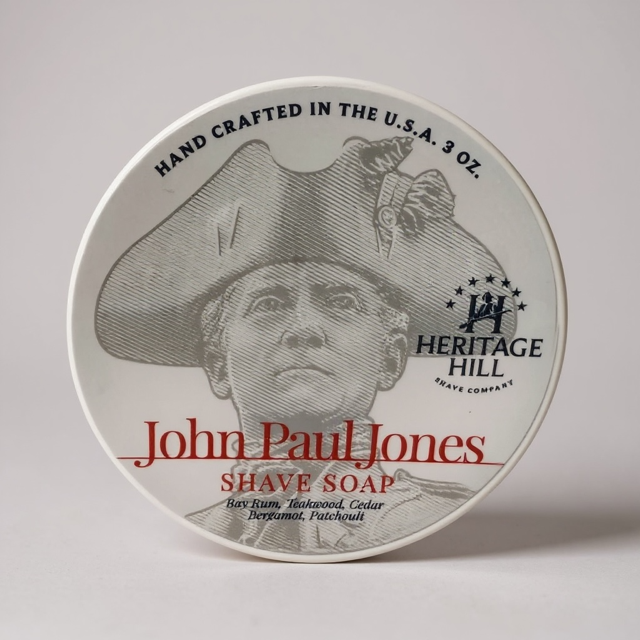 HAND CRAFTED IN THE U.S.A. 3 OZ.
H
HERITAGE
HILL
SHAVE COMPANY
John Paul Jones
SHAVE SOAP
Bay Rum, Teakwood, Cedar
Bergamot, Patchouli